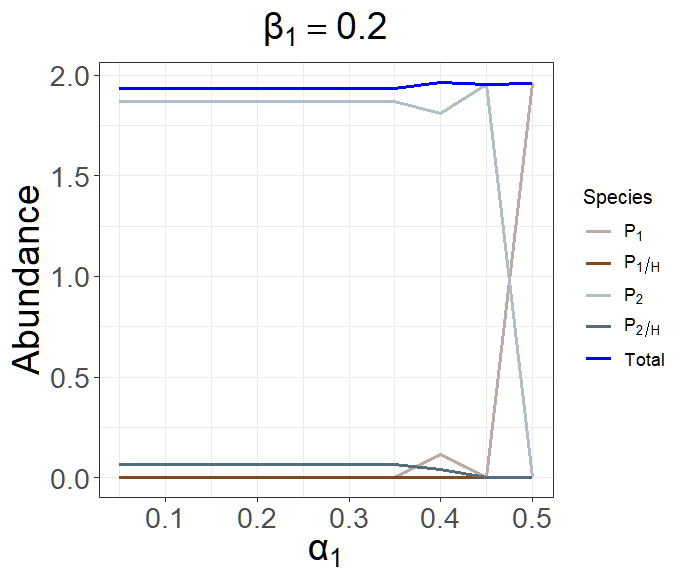 β₁ = 0.2
Abundance
2.0
1.5
1.0
0.5
0.0
0.1 0.2 0.3 0.4 0.5
α₁
Species
P₁
P₁/H
P₂
P₂/H
Total